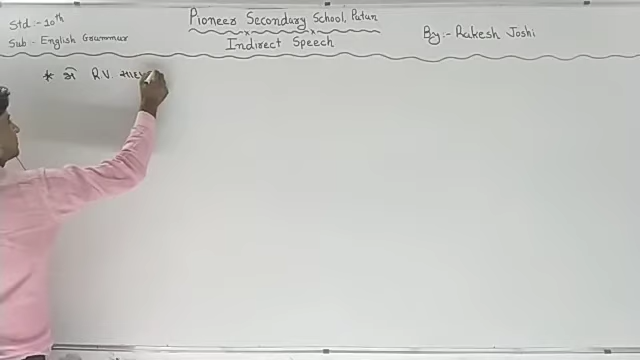 Std :- 10th
Sub :- English Grammar
Pioneer Secondary School, Patan
x x
Indirect Speech
By:- Rakesh Joshi
* R.V.